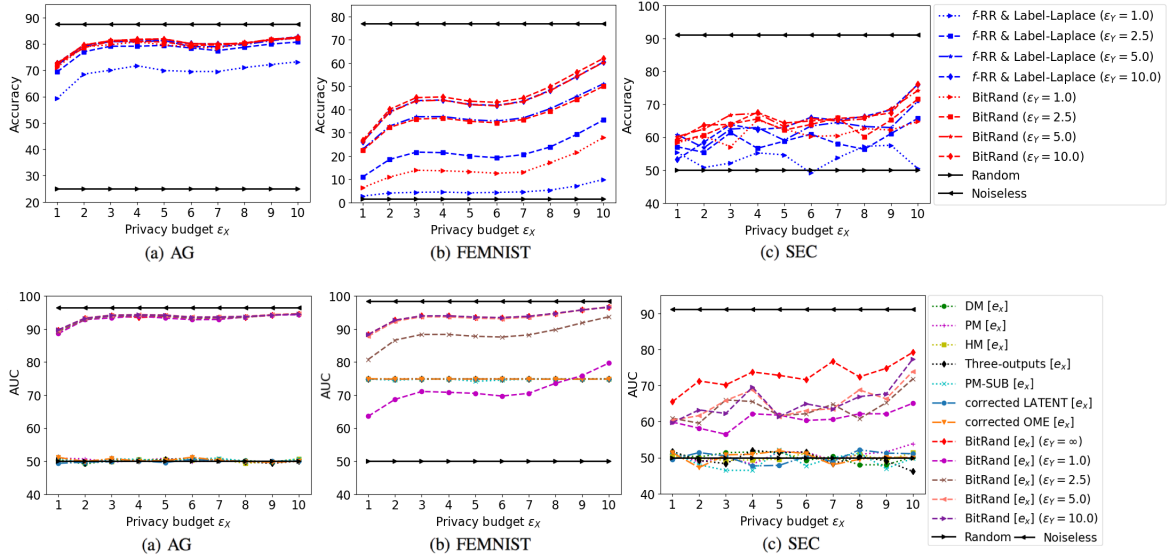 Accuracy
90
80
70
60
50
40
30
20
1 2 3 4 5 6 7 8 9 10
Privacy budget εX
(a) AG
Accuracy
80
70
60
50
40
30
20
10
0
1 2 3 4 5 6 7 8 9 10
Privacy budget εX
(b) FEMNIST
Accuracy
100
90
80
70
60
50
40
1 2 3 4 5 6 7 8 9 10
Privacy budget εX
(c) SEC
f-RR & Label-Laplace (εY = 1.0)
f-RR & Label-Laplace (εY = 2.5)
f-RR & Label-Laplace (εY = 5.0)
f-RR & Label-Laplace (εY = 10.0)
BitRand (εY = 1.0)
BitRand (εY = 2.5)
BitRand (εY = 5.0)
BitRand (εY = 10.0)
Random
Noiseless
AUC
100
90
80
70
60
50
40
1 2 3 4 5 6 7 8 9 10
Privacy budget εX
(a) AG
AUC
100
90
80
70
60
50
40
1 2 3 4 5 6 7 8 9 10
Privacy budget εX
(b) FEMNIST
AUC
90
80
70
60
50
40
1 2 3 4 5 6 7 8 9 10
Privacy budget εX
(c) SEC
DM [ex]
PM [ex]
HM [ex]
Three-outputs [ex]
PM-SUB [ex]
corrected LATENT [ex]
corrected OME [ex]
BitRand [ex] (εY = ∞)
BitRand [ex] (εY = 1.0)
BitRand [ex] (εY = 2.5)
BitRand [ex] (εY = 5.0)
BitRand [ex] (εY = 10.0)
Random Noiseless